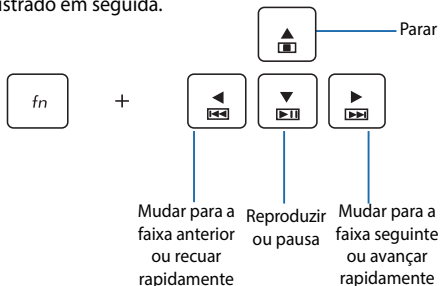 istrado em seguida.
Parar
fn
+
Mudar para a
faixa anterior
ou recuar
rapidamente
Reproduzir
ou pausa
Mudar para a
faixa seguinte
ou avançar
rapidamente